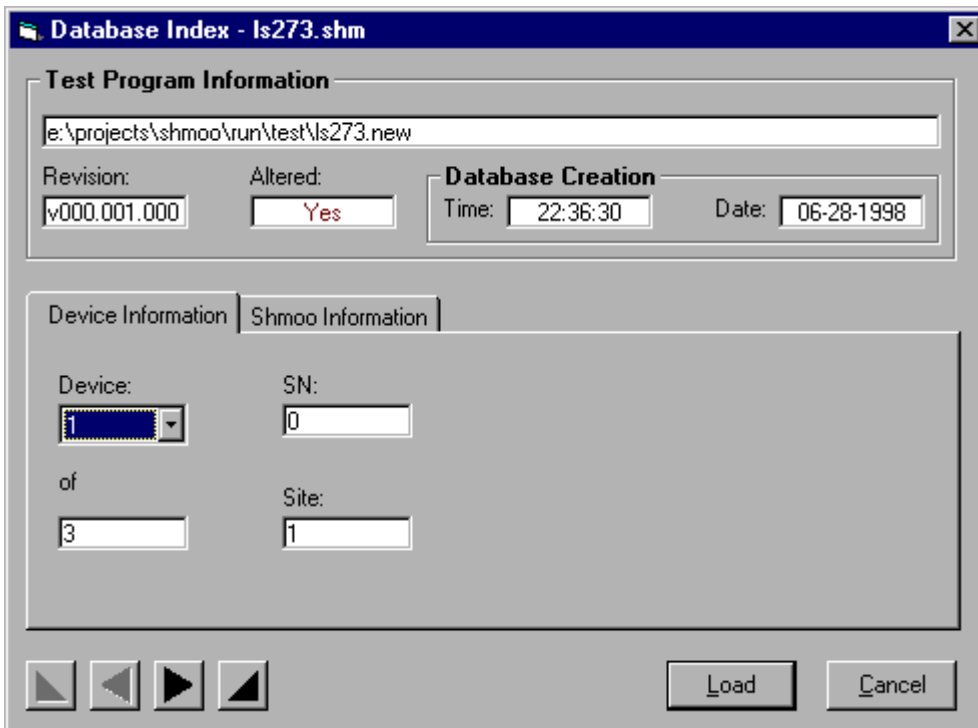 Database Index - ls273.shm
Test Program Information
e:\projects\shmoo\run\test\ls273.new
Revision:
Altered:
Database Creation
v000.001.000
Yes
Time: 22:36:30
Date: 06-28-1998
Device Information
Shmoo Information
Device:
SN:
1
0
of
Site:
3
1
Load
Cancel